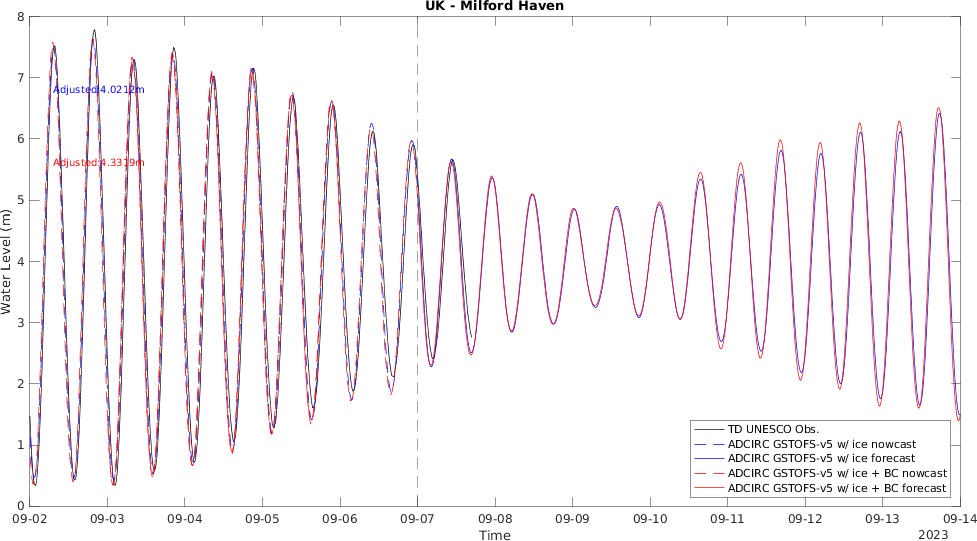 UK - Milford Haven
8
7
6
5
4
3
2
1
0
Water Level (m)
Adjusted:4.0212m
Adjusted:4.3319m
TD UNESCO Obs.
ADCIRC GSTOFS-v5 w/ ice nowcast
ADCIRC GSTOFS-v5 w/ ice forecast
ADCIRC GSTOFS-v5 w/ ice + BC nowcast
ADCIRC GSTOFS-v5 w/ ice + BC forecast
09-02 09-03 09-04 09-05 09-06 09-07 09-08 09-09 09-10 09-11 09-12 09-13 09-14
Time
2023